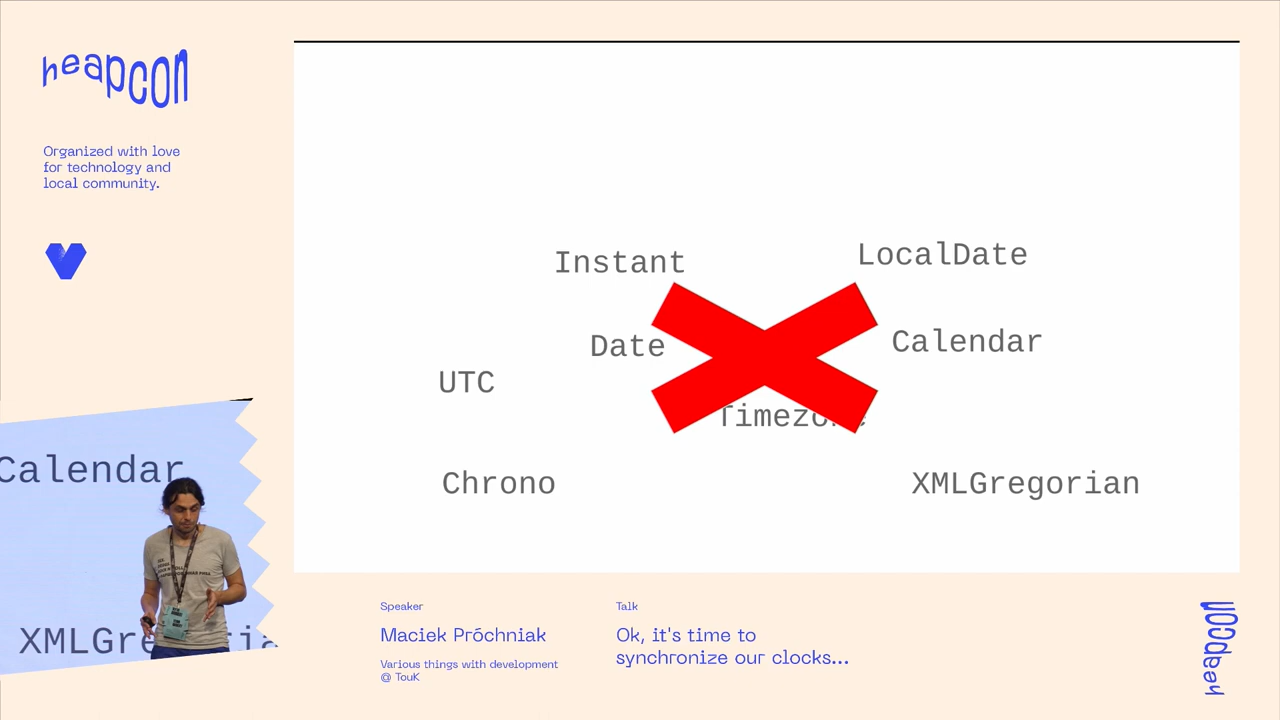 heapcon
Organized with love
for technology and
local community.
Instant
LocalDate
Date
Calendar
UTC
Chrono
XMLGregorian
Calendar
XMLGre
Speaker
Maciek Próchniak
Various things with development
@ TouK
Talk
Ok, it's time to
synchronize our clocks...
heapcon